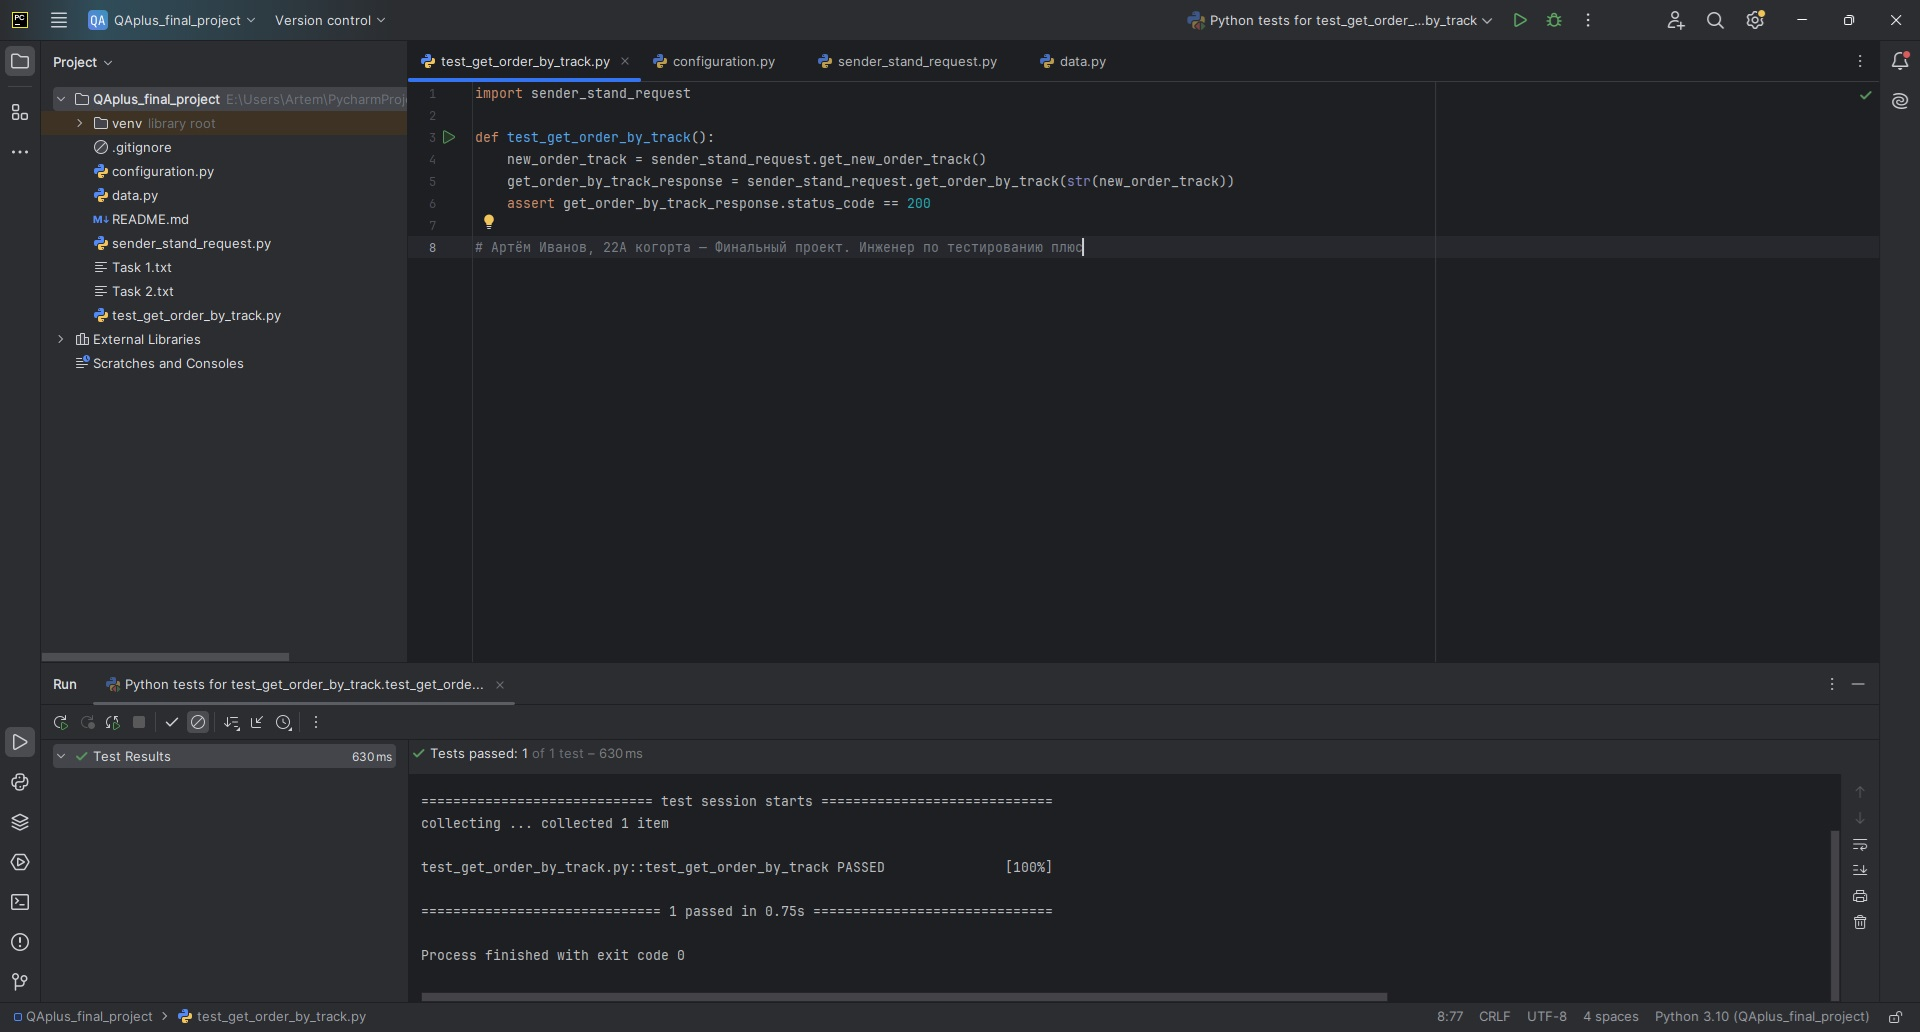 PC
QA QAplus_final_project Version control Python tests for test_get_order_...by_track
Project
QAplus_final_project E:\Users\Artem\PycharmProj
venv library root
.gitignore
configuration.py
data.py
M↓ README.md
sender_stand_request.py
Task 1.txt
Task 2.txt
test_get_order_by_track.py
External Libraries
Scratches and Consoles
test_get_order_by_track.py configuration.py sender_stand_request.py data.py
1 import sender_stand_request
2
3 def test_get_order_by_track():
4 new_order_track = sender_stand_request.get_new_order_track()
5 get_order_by_track_response = sender_stand_request.get_order_by_track(str(new_order_track))
6 assert get_order_by_track_response.status_code == 200
7
8 # Артём Иванов, 22А когорта — Финальный проект. Инженер по тестированию плюс
Run Python tests for test_get_order_by_track.test_get_orde...
Test Results 630 ms
Tests passed: 1 of 1 test – 630 ms
============================= test session starts =============================
collecting ... collected 1 item
test_get_order_by_track.py::test_get_order_by_track PASSED [100%]
============================== 1 passed in 0.75s ==============================
Process finished with exit code 0
QAplus_final_project > test_get_order_by_track.py 8:77 CRLF UTF-8 4 spaces Python 3.10 (QAplus_final_project)